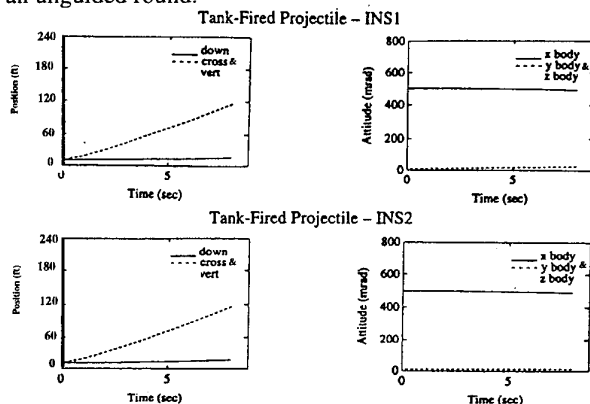 an unguided round.
Tank-Fired Projectile – INS1
240
180
120
60
0
Position (ft)
down
cross &
vert
0
5
Time (sec)
800
600
400
200
0
Attitude (mrad)
x body
y body &
z body
0
5
Time (sec)
Tank-Fired Projectile – INS2
240
180
120
60
0
Position (ft)
down
cross &
vert
0
5
Time (sec)
800
600
400
200
0
Attitude (mrad)
x body
y body &
z body
0
5
Time (sec)